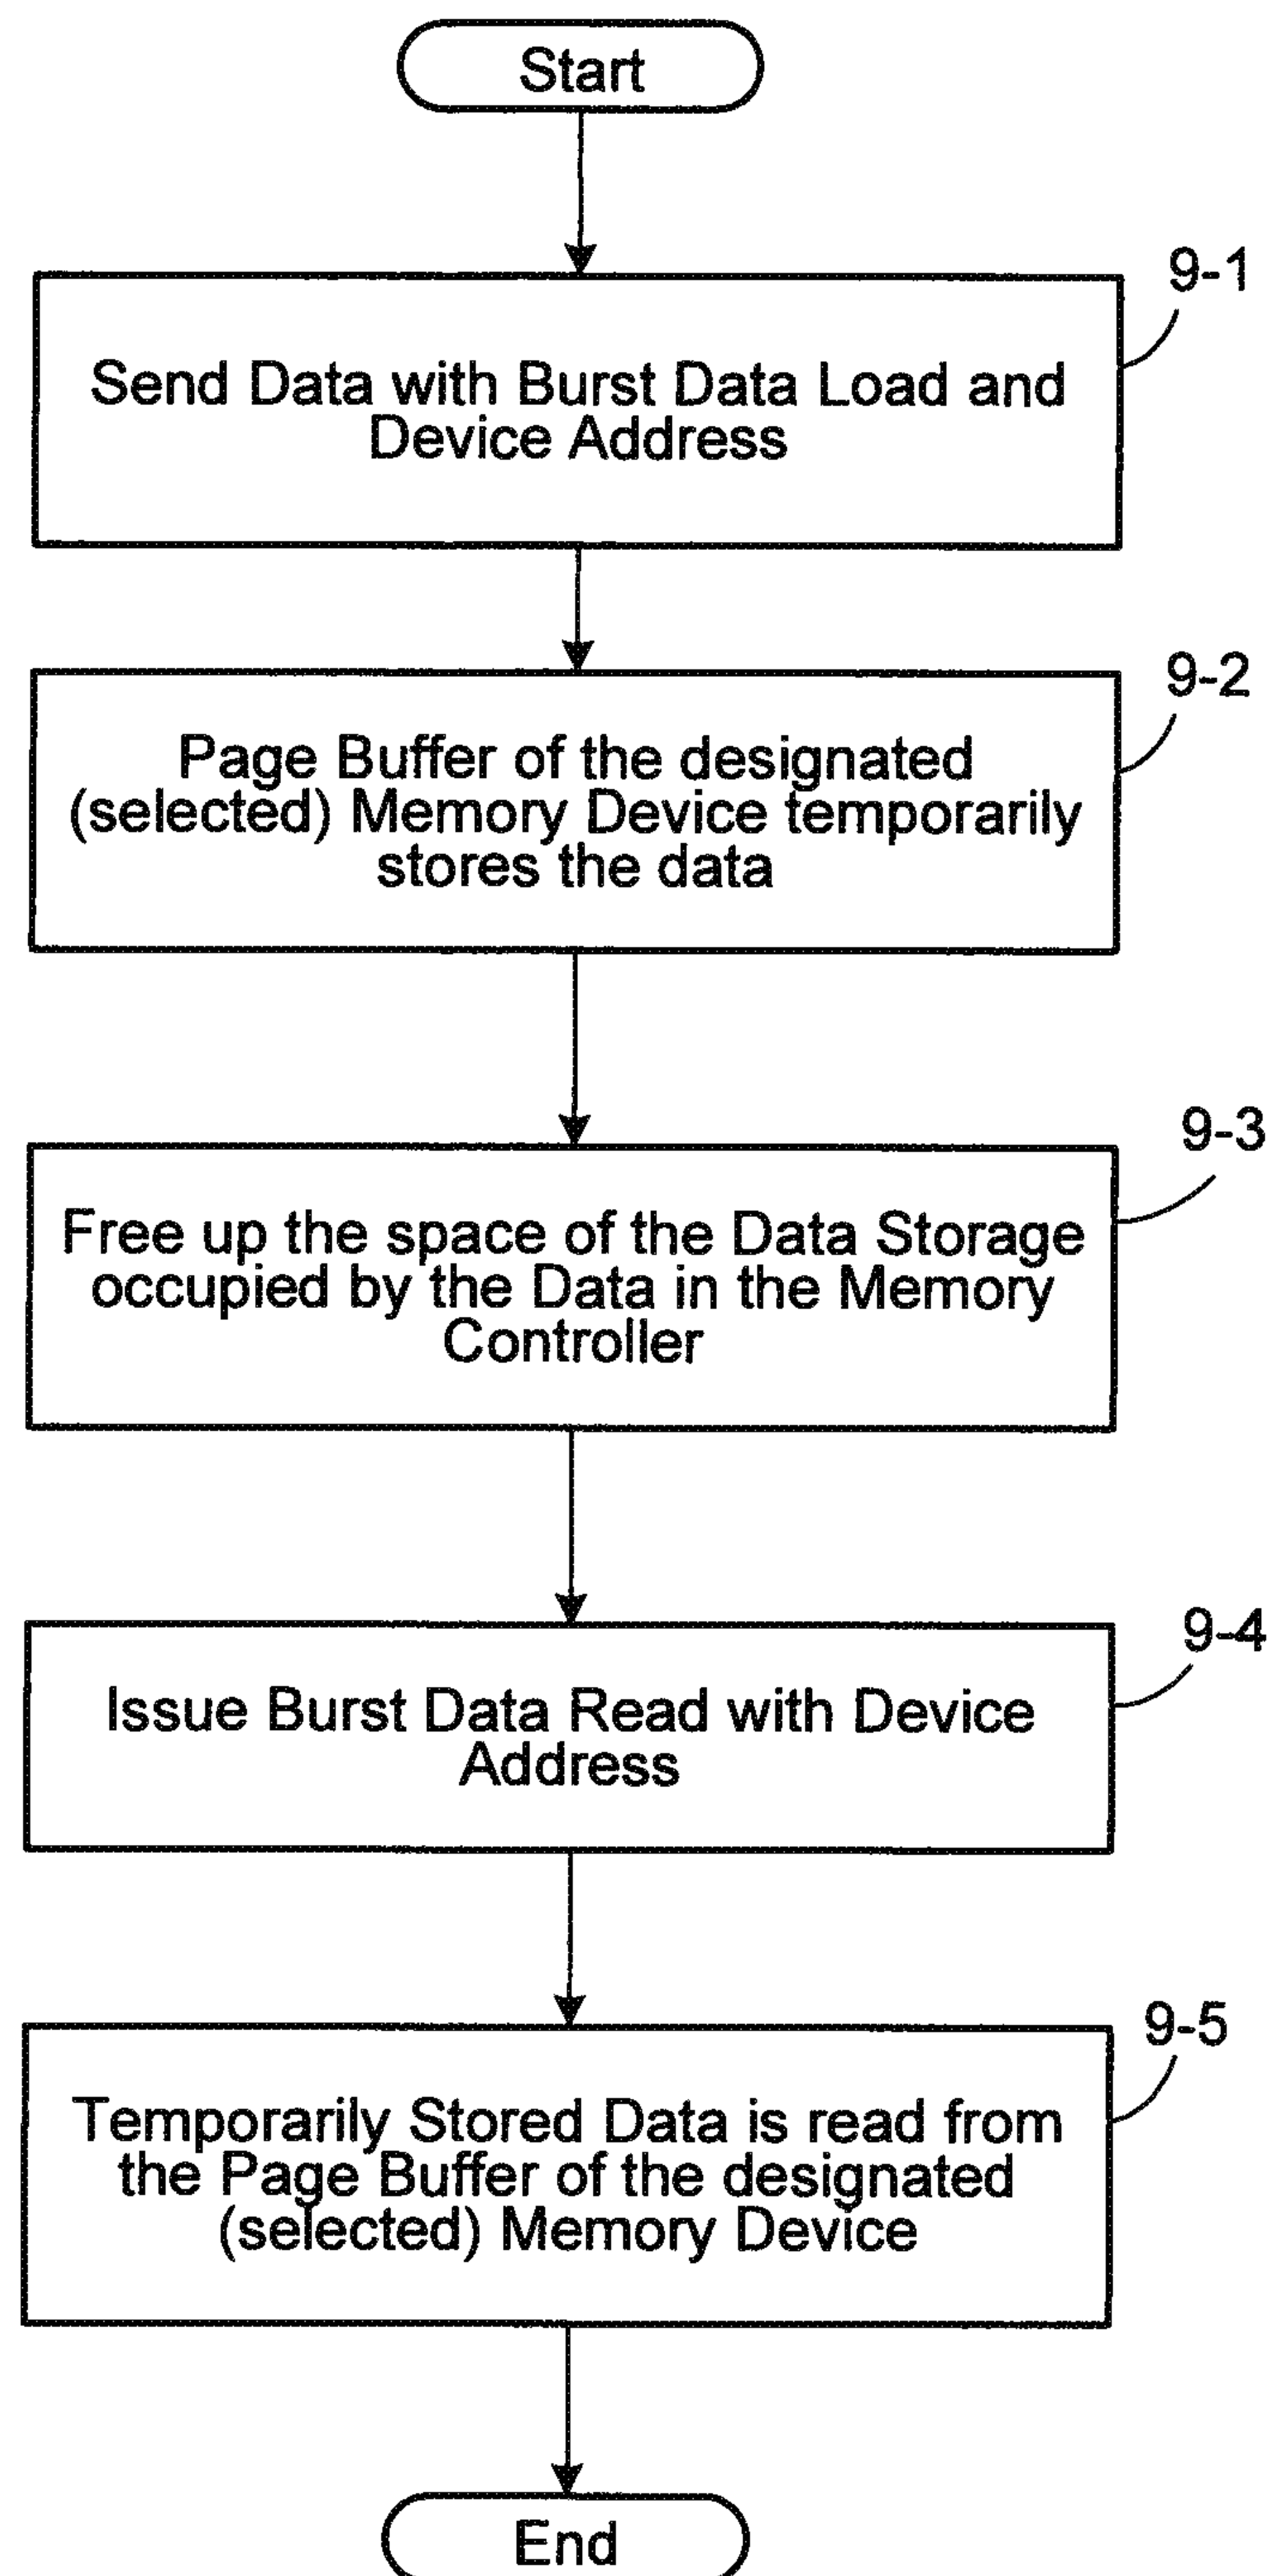 Start
9-1
Send Data with Burst Data Load and
Device Address
9-2
Page Buffer of the designated
(selected) Memory Device temporarily
stores the data
9-3
Free up the space of the Data Storage
occupied by the Data in the Memory
Controller
9-4
Issue Burst Data Read with Device
Address
9-5
Temporarily Stored Data is read from
the Page Buffer of the designated
(selected) Memory Device
End